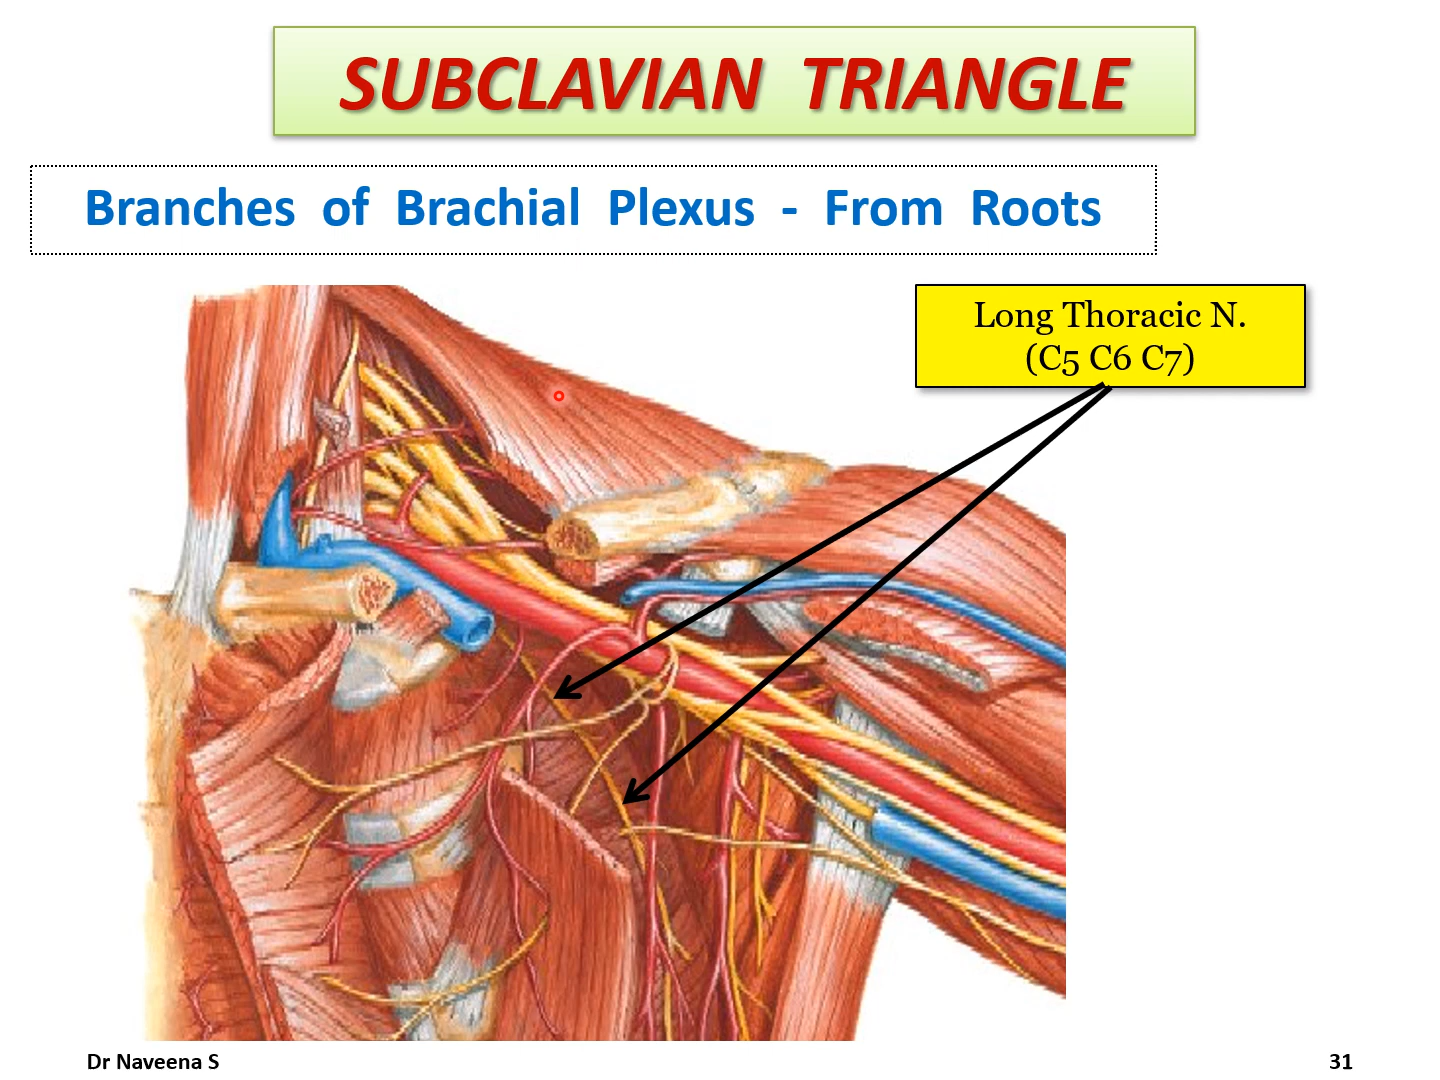 SUBCLAVIAN TRIANGLE
Branches of Brachial Plexus - From Roots
Long Thoracic N.
(C5 C6 C7)
Dr Naveena S
31